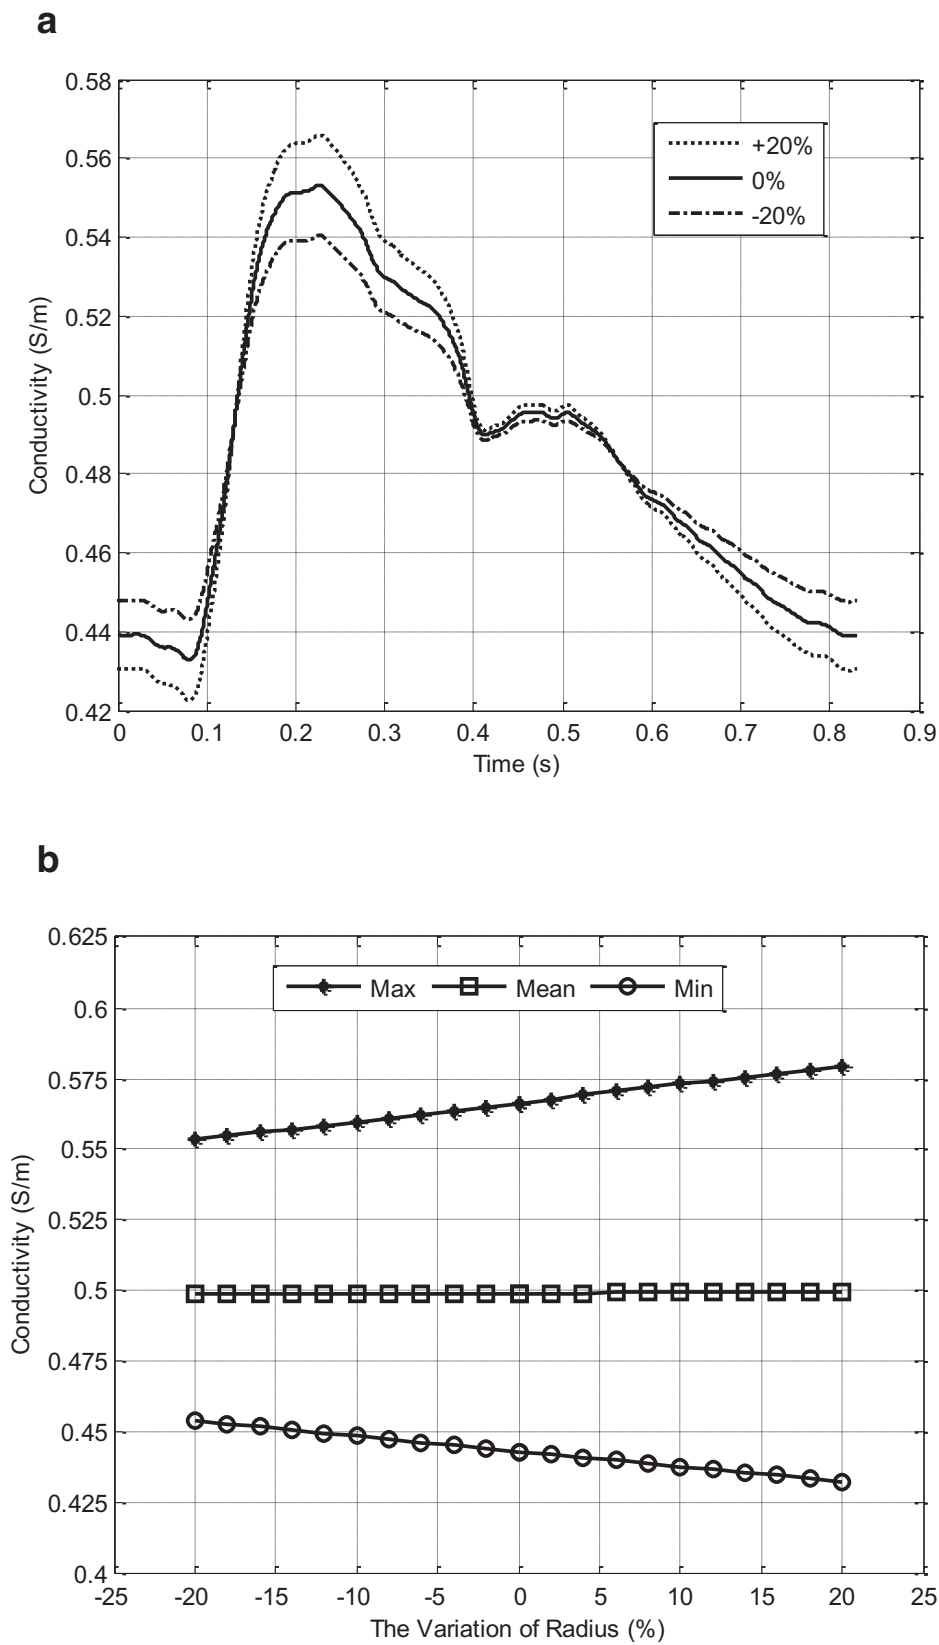 a
0.58
0.56
0.54
0.52
0.5
0.48
0.46
0.44
0.42
Conductivity (S/m)
+20%
0%
-20%
0 0.1 0.2 0.3 0.4 0.5 0.6 0.7 0.8 0.9
Time (s)
b
0.625
0.6
0.575
0.55
0.525
0.5
0.475
0.45
0.425
0.4
Conductivity (S/m)
Max Mean Min
-25 -20 -15 -10 -5 0 5 10 15 20 25
The Variation of Radius (%)